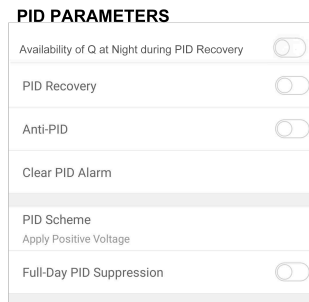 PID PARAMETERS
Availability of Q at Night during PID Recovery
PID Recovery
Anti-PID
Clear PID Alarm
PID Scheme
Apply Positive Voltage
Full-Day PID Suppression